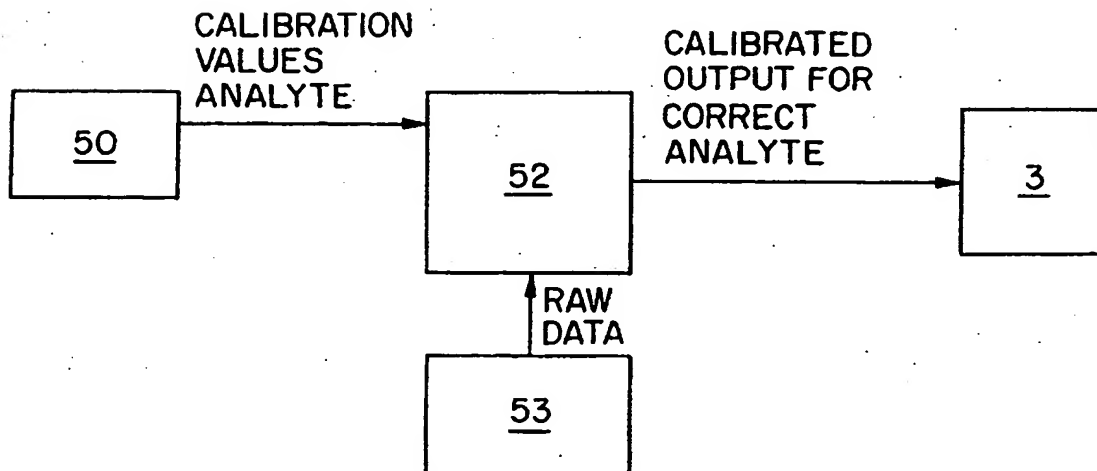 CALIBRATION
VALUES
ANALYTE
50
52
CALIBRATED
OUTPUT FOR
CORRECT
ANALYTE
3
RAW
DATA
53